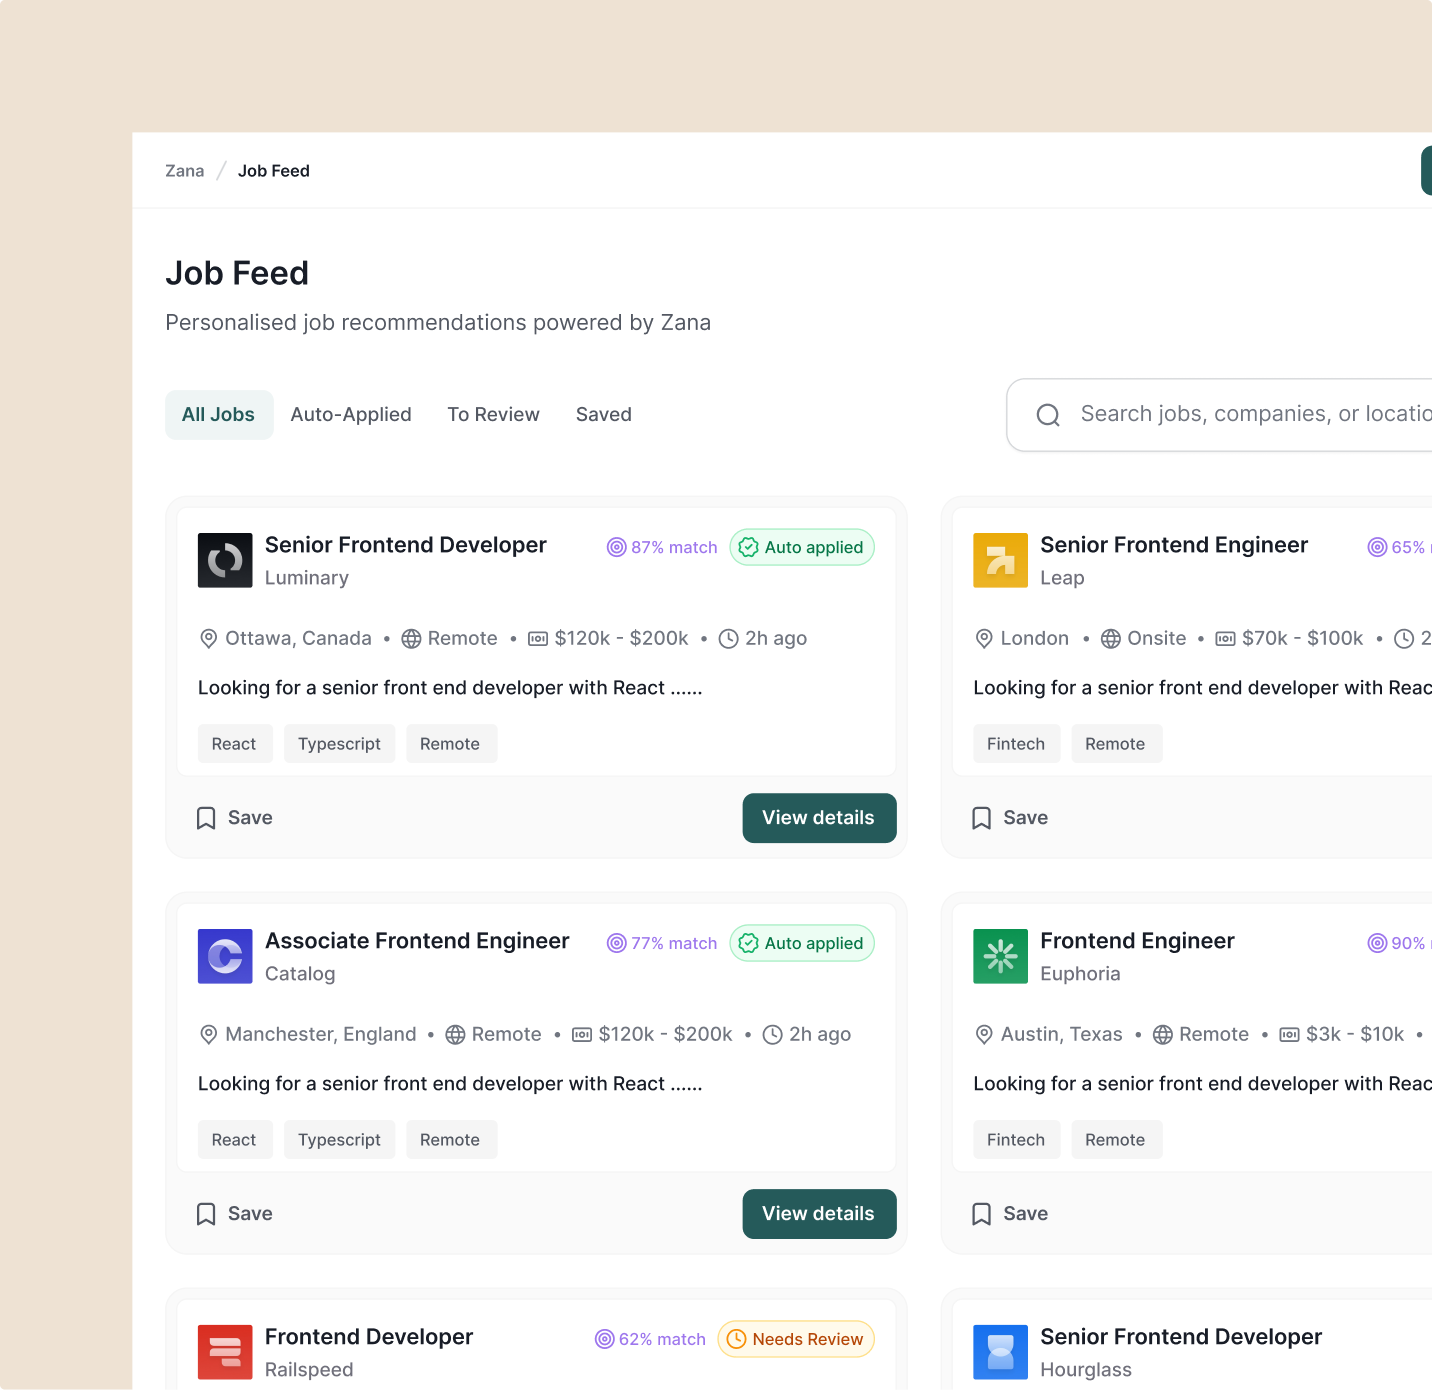 Zana / Job Feed
Job Feed
Personalised job recommendations powered by Zana
All Jobs Auto-Applied To Review Saved
Search jobs, companies, or locatio
Senior Frontend Developer
Luminary
87% match Auto applied
Ottawa, Canada • Remote • $120k - $200k • 2h ago
Looking for a senior front end developer with React ......
React Typescript Remote
Save View details
Senior Frontend Engineer
Leap
65%
London • Onsite • $70k - $100k • 2
Looking for a senior front end developer with Reac
Fintech Remote
Save
Associate Frontend Engineer
Catalog
77% match Auto applied
Manchester, England • Remote • $120k - $200k • 2h ago
Looking for a senior front end developer with React ......
React Typescript Remote
Save View details
Frontend Engineer
Euphoria
90%
Austin, Texas • Remote • $3k - $10k •
Looking for a senior front end developer with Reac
Fintech Remote
Save
Frontend Developer
Railspeed
62% match Needs Review
Senior Frontend Developer
Hourglass